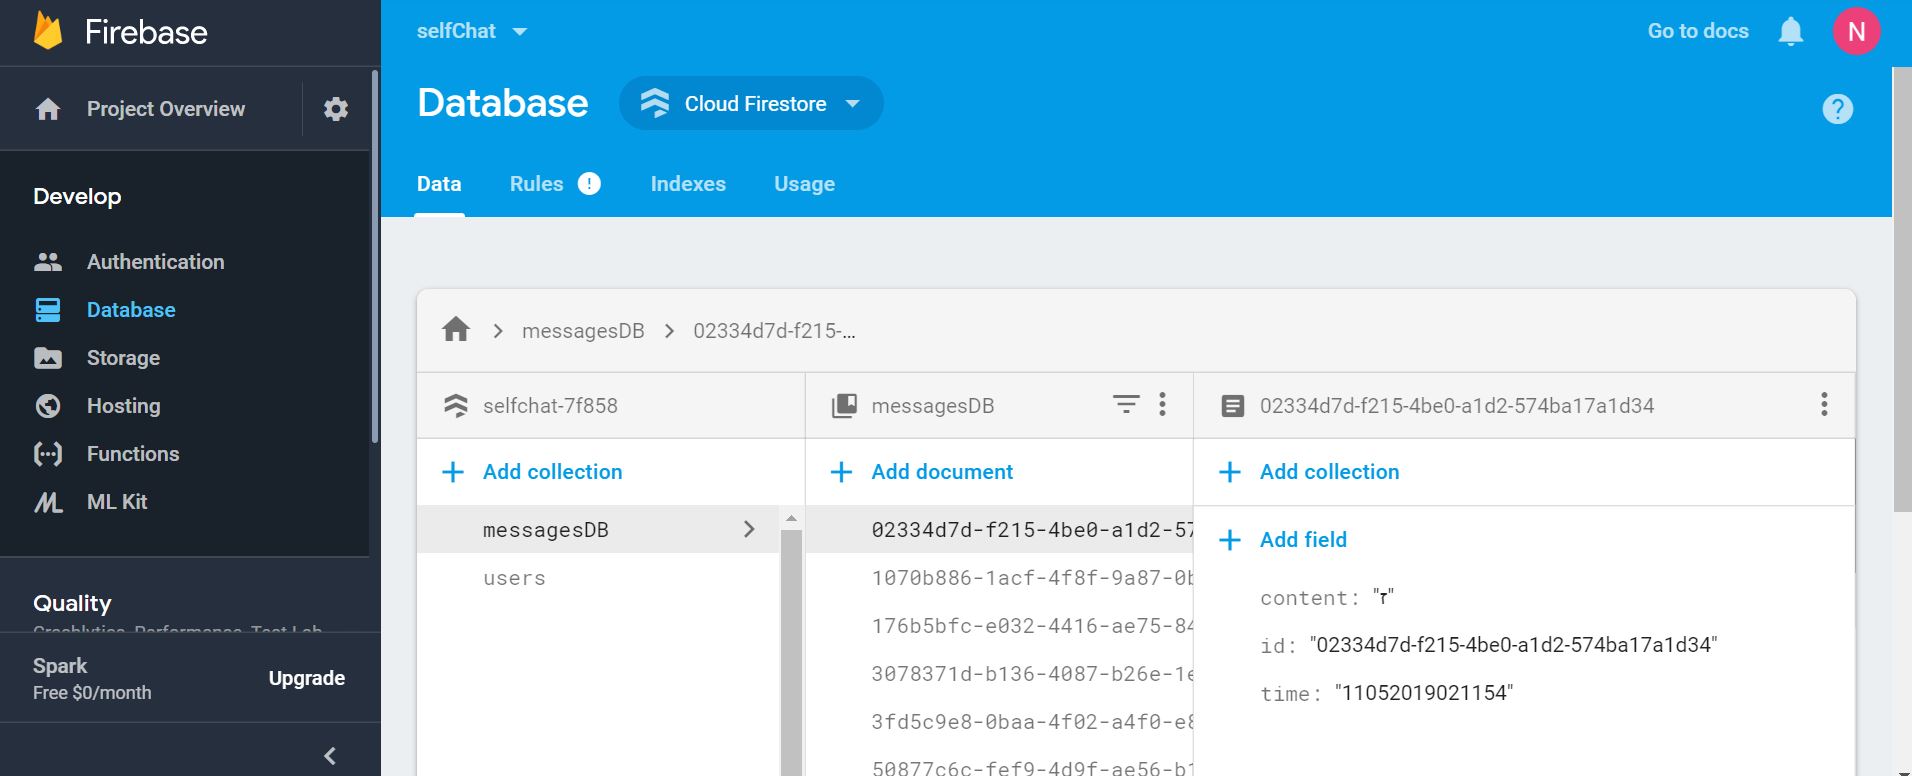 Firebase
Project Overview
Develop
Authentication
Database
Storage
Hosting
Functions
ML Kit
Quality
Crashlytics, Performance, Test Lab
Spark
Free $0/month
Upgrade
selfChat
Go to docs
N
Database
Cloud Firestore
?
Data
Rules !
Indexes
Usage
messagesDB
02334d7d-f215-…
selfchat-7f858
Add collection
messagesDB
users
messagesDB
Add document
02334d7d-f215-4be0-a1d2-57
1070b886-1acf-4f8f-9a87-0b
176b5bfc-e032-4416-ae75-84
3078371d-b136-4087-b26e-1e
3fd5c9e8-0baa-4f02-a4f0-e8
50877c6c-fef9-4d9f-ae56-b1
02334d7d-f215-4be0-a1d2-574ba17a1d34
Add collection
Add field
content: "ז"
id: "02334d7d-f215-4be0-a1d2-574ba17a1d34"
time: "11052019021154"